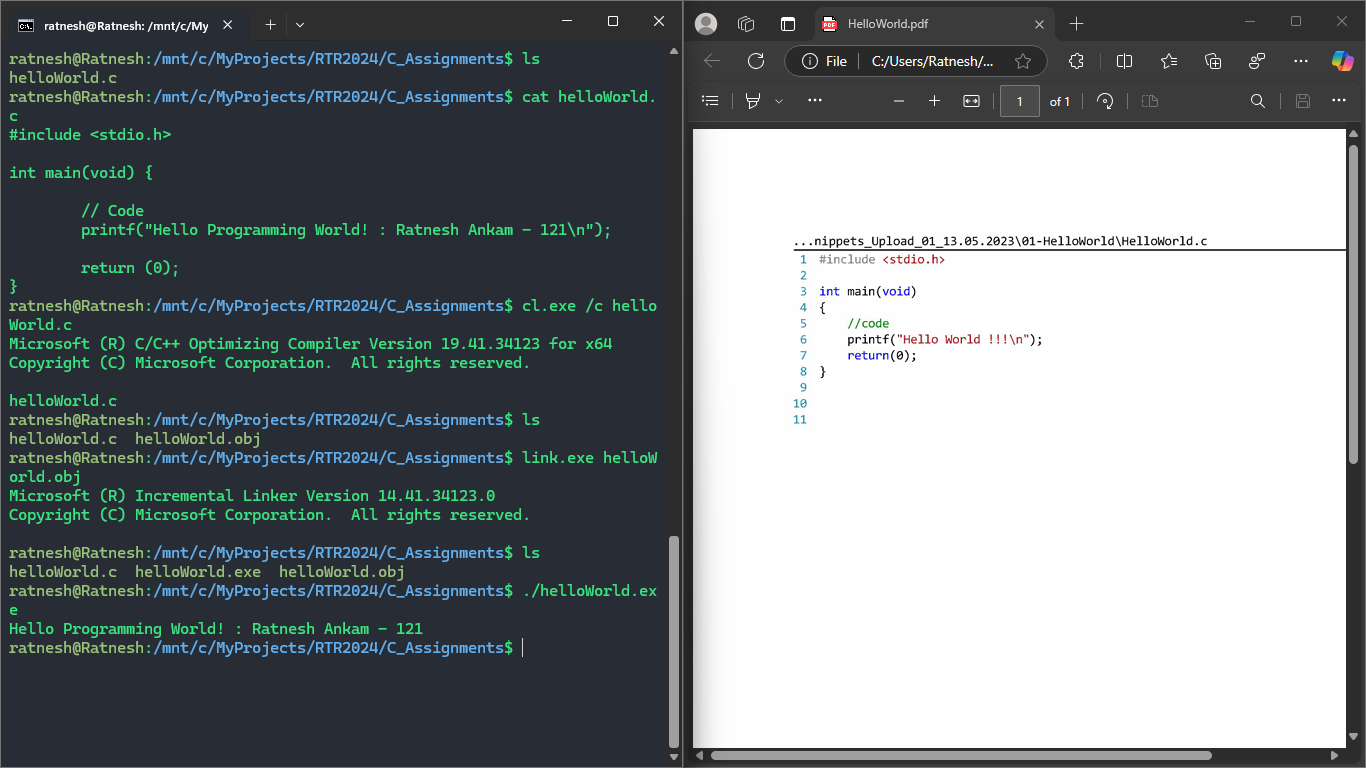 ratnesh@Ratnesh: /mnt/c/My
ratnesh@Ratnesh:/mnt/c/MyProjects/RTR2024/C_Assignments$ ls
helloWorld.c
ratnesh@Ratnesh:/mnt/c/MyProjects/RTR2024/C_Assignments$ cat helloWorld.
c
#include <stdio.h>
int main(void) {
// Code
printf("Hello Programming World! : Ratnesh Ankam - 121\n");
return (0);
}
ratnesh@Ratnesh:/mnt/c/MyProjects/RTR2024/C_Assignments$ cl.exe /c hello
World.c
Microsoft (R) C/C++ Optimizing Compiler Version 19.41.34123 for x64
Copyright (C) Microsoft Corporation.  All rights reserved.
helloWorld.c
ratnesh@Ratnesh:/mnt/c/MyProjects/RTR2024/C_Assignments$ ls
helloWorld.c  helloWorld.obj
ratnesh@Ratnesh:/mnt/c/MyProjects/RTR2024/C_Assignments$ link.exe helloW
orld.obj
Microsoft (R) Incremental Linker Version 14.41.34123.0
Copyright (C) Microsoft Corporation.  All rights reserved.
ratnesh@Ratnesh:/mnt/c/MyProjects/RTR2024/C_Assignments$ ls
helloWorld.c  helloWorld.exe  helloWorld.obj
ratnesh@Ratnesh:/mnt/c/MyProjects/RTR2024/C_Assignments$ ./helloWorld.ex
e
Hello Programming World! : Ratnesh Ankam - 121
ratnesh@Ratnesh:/mnt/c/MyProjects/RTR2024/C_Assignments$
PDF HelloWorld.pdf
File C:/Users/Ratnesh/...
1 of 1
...nippets_Upload_01_13.05.2023\01-HelloWorld\HelloWorld.c
1 #include <stdio.h>
2
3 int main(void)
4 {
5 //code
6 printf("Hello World !!!\n");
7 return(0);
8 }
9
10
11